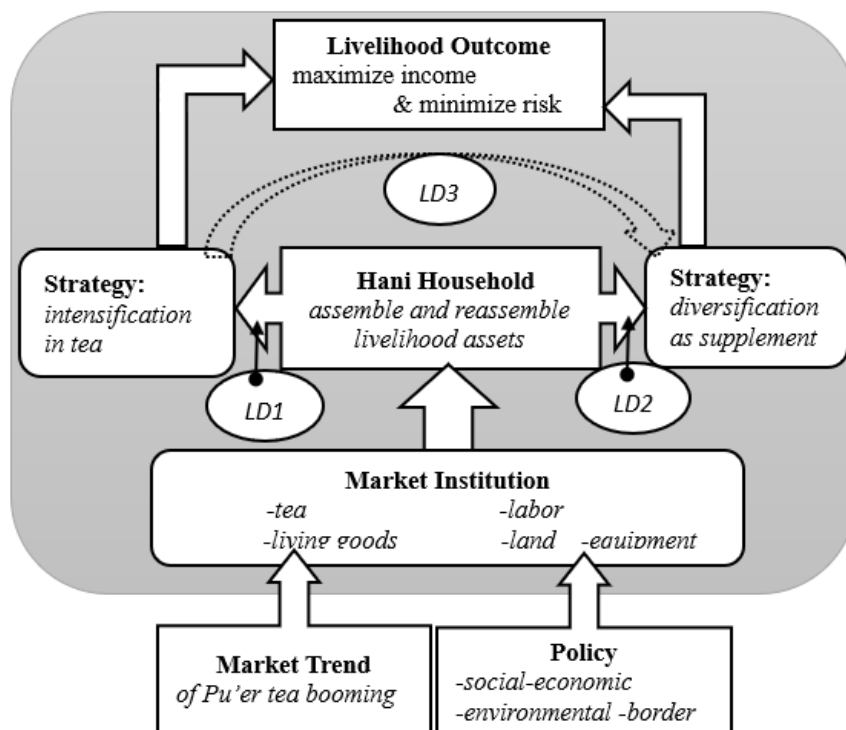 Livelihood Outcome
maximize income
& minimize risk
LD3
Strategy:
intensification
in tea
Hani Household
assemble and reassemble
livelihood assets
Strategy:
diversification
as supplement
LD1
LD2
Market Institution
-tea -labor
-living goods -land -equipment
Market Trend
of Pu'er tea booming
Policy
-social-economic
-environmental -border